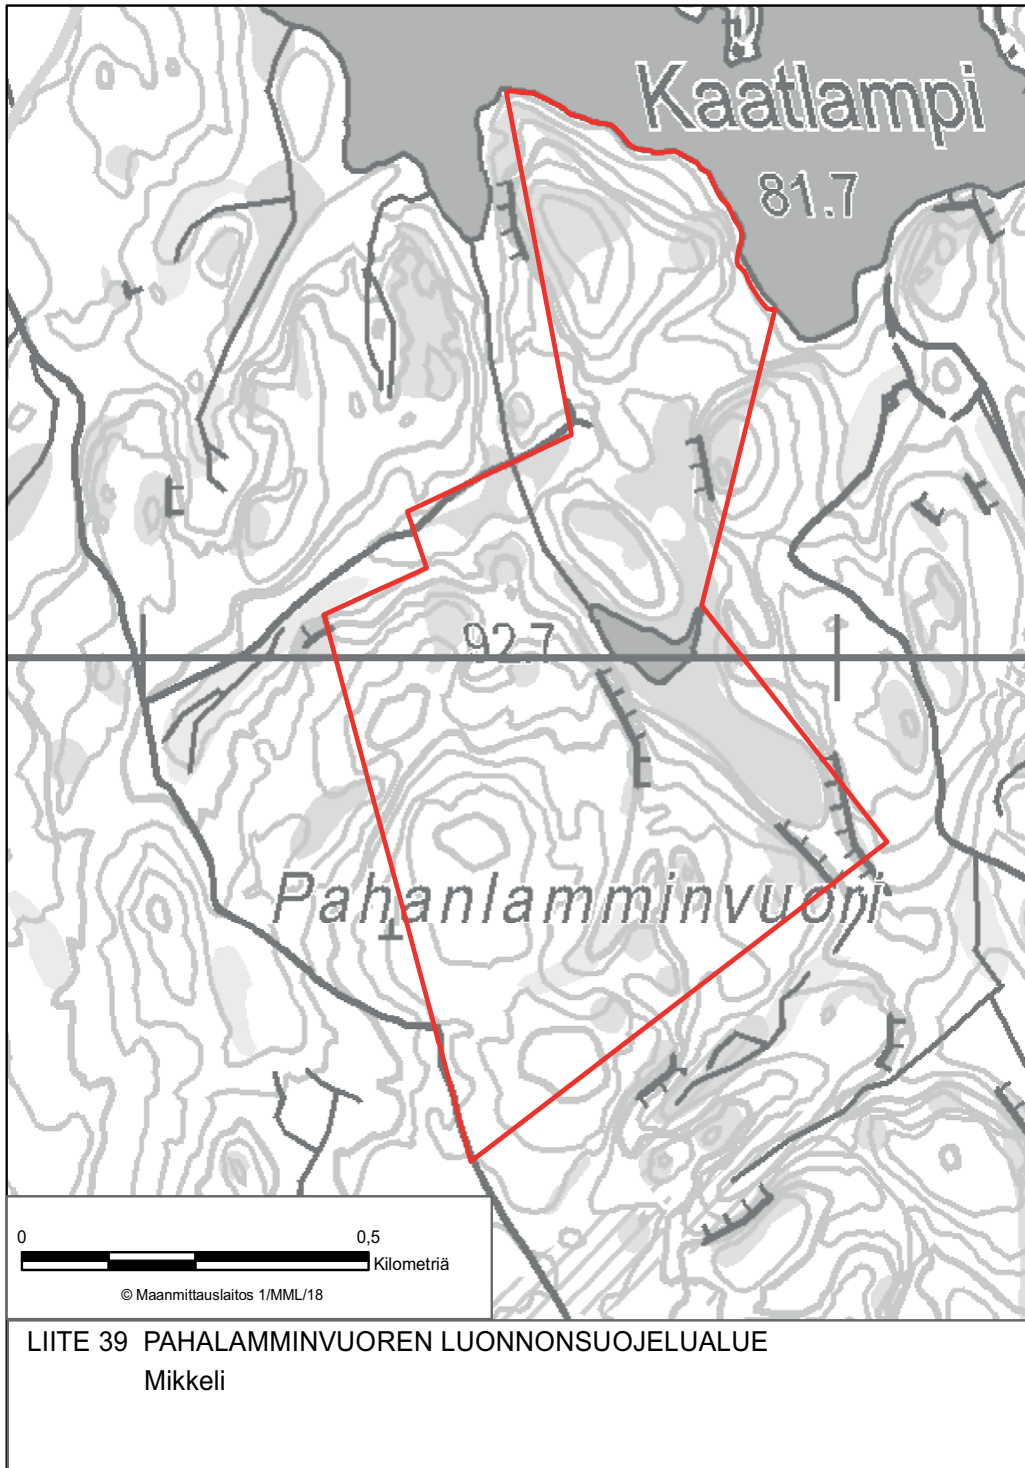 Kaatlampi
81.7
92.7
Pahanlamminvuori
0 0,5
Kilometriä
© Maanmittauslaitos 1/MML/18
LIITE 39 PAHALAMMINVUOREN LUONNONSUOJELUALUE
Mikkeli